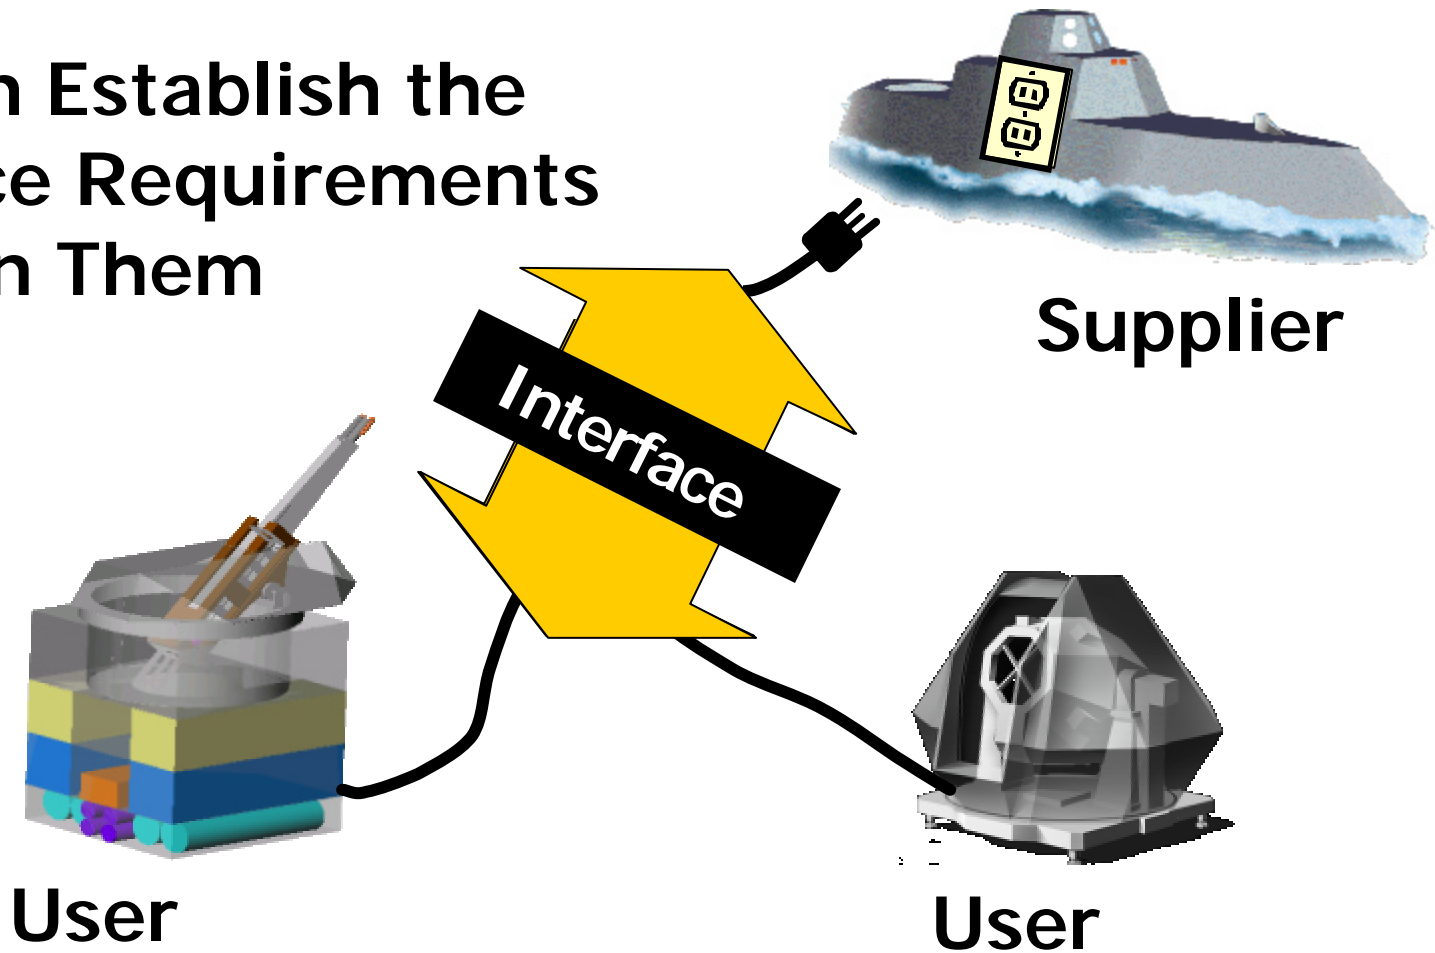 n Establish the
ce Requirements
n Them
Supplier
Interface
User
User